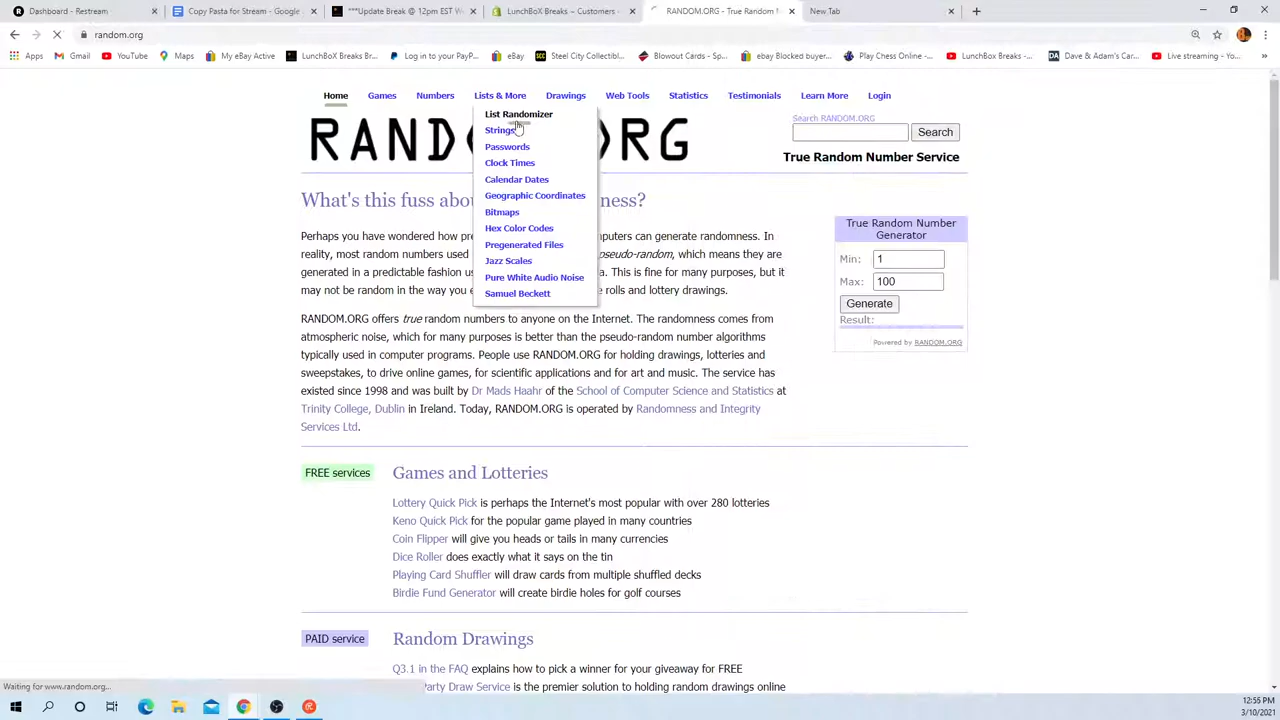 Dashboard - Restream
Copy Pasta for Stream - Google
***Update Break @ 12pm EST W
LunchBoX Breaks ~ Customers ~
RANDOM.ORG - True Random
New Tab
random.org
Apps
M Gmail
YouTube
Maps
My eBay Active
LunchBoX Breaks Br...
Log in to your PayP...
eBay
Steel City Collectibl...
Blowout Cards - Sp...
ebay Blocked buyer...
Play Chess Online -...
LunchBox Breaks -...
DA Dave & Adam's Car...
Live streaming - Yo...
Home Games Numbers Lists & More Drawings Web Tools Statistics Testimonials Learn More Login
List Randomizer
Strings
Passwords
Clock Times
Calendar Dates
Geographic Coordinates
Bitmaps
Hex Color Codes
Pregenerated Files
Jazz Scales
Pure White Audio Noise
Samuel Beckett
Search RANDOM.ORG
Search
True Random Number Service
What's this fuss
ness?
Perhaps you have wondered how
computers can generate randomness. In
reality, most random numbers used
pseudo-random, which means they are
generated in a predictable fashion
This is fine for many purposes, but it
may not be random in the way you
rolls and lottery drawings.
RANDOM.ORG offers true random numbers to anyone on the Internet. The randomness comes from
atmospheric noise, which for many purposes is better than the pseudo-random number algorithms
typically used in computer programs. People use RANDOM.ORG for holding drawings, lotteries and
sweepstakes, to drive online games, for scientific applications and for art and music. The service has
existed since 1998 and was built by Dr Mads Haahr of the School of Computer Science and Statistics at
Trinity College, Dublin in Ireland. Today, RANDOM.ORG is operated by Randomness and Integrity
Services Ltd.
True Random Number
Generator
Min: 1
Max: 100
Generate
Result:
Powered by RANDOM.ORG
FREE services
Games and Lotteries
Lottery Quick Pick is perhaps the Internet's most popular with over 280 lotteries
Keno Quick Pick for the popular game played in many countries
Coin Flipper will give you heads or tails in many currencies
Dice Roller does exactly what it says on the tin
Playing Card Shuffler will draw cards from multiple shuffled decks
Birdie Fund Generator will create birdie holes for golf courses
PAID service
Random Drawings
Q3.1 in the FAQ explains how to pick a winner for your giveaway for FREE
Party Draw Service is the premier solution to holding random drawings online
Waiting for www.random.org...
12:55 PM
3/10/2021